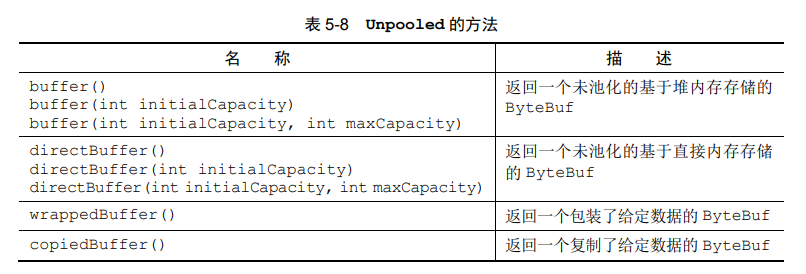 表 5-8 Unpooled 的方法
名 称 描 述
buffer() 返回一个未池化的基于堆内存存储的
buffer(int initialCapacity) ByteBuf
buffer(int initialCapacity, int maxCapacity)
directBuffer() 返回一个未池化的基于直接内存存储
directBuffer(int initialCapacity) 的 ByteBuf
directBuffer(int initialCapacity, int maxCapacity)
wrappedBuffer() 返回一个包装了给定数据的 ByteBuf
copiedBuffer() 返回一个复制了给定数据的 ByteBuf